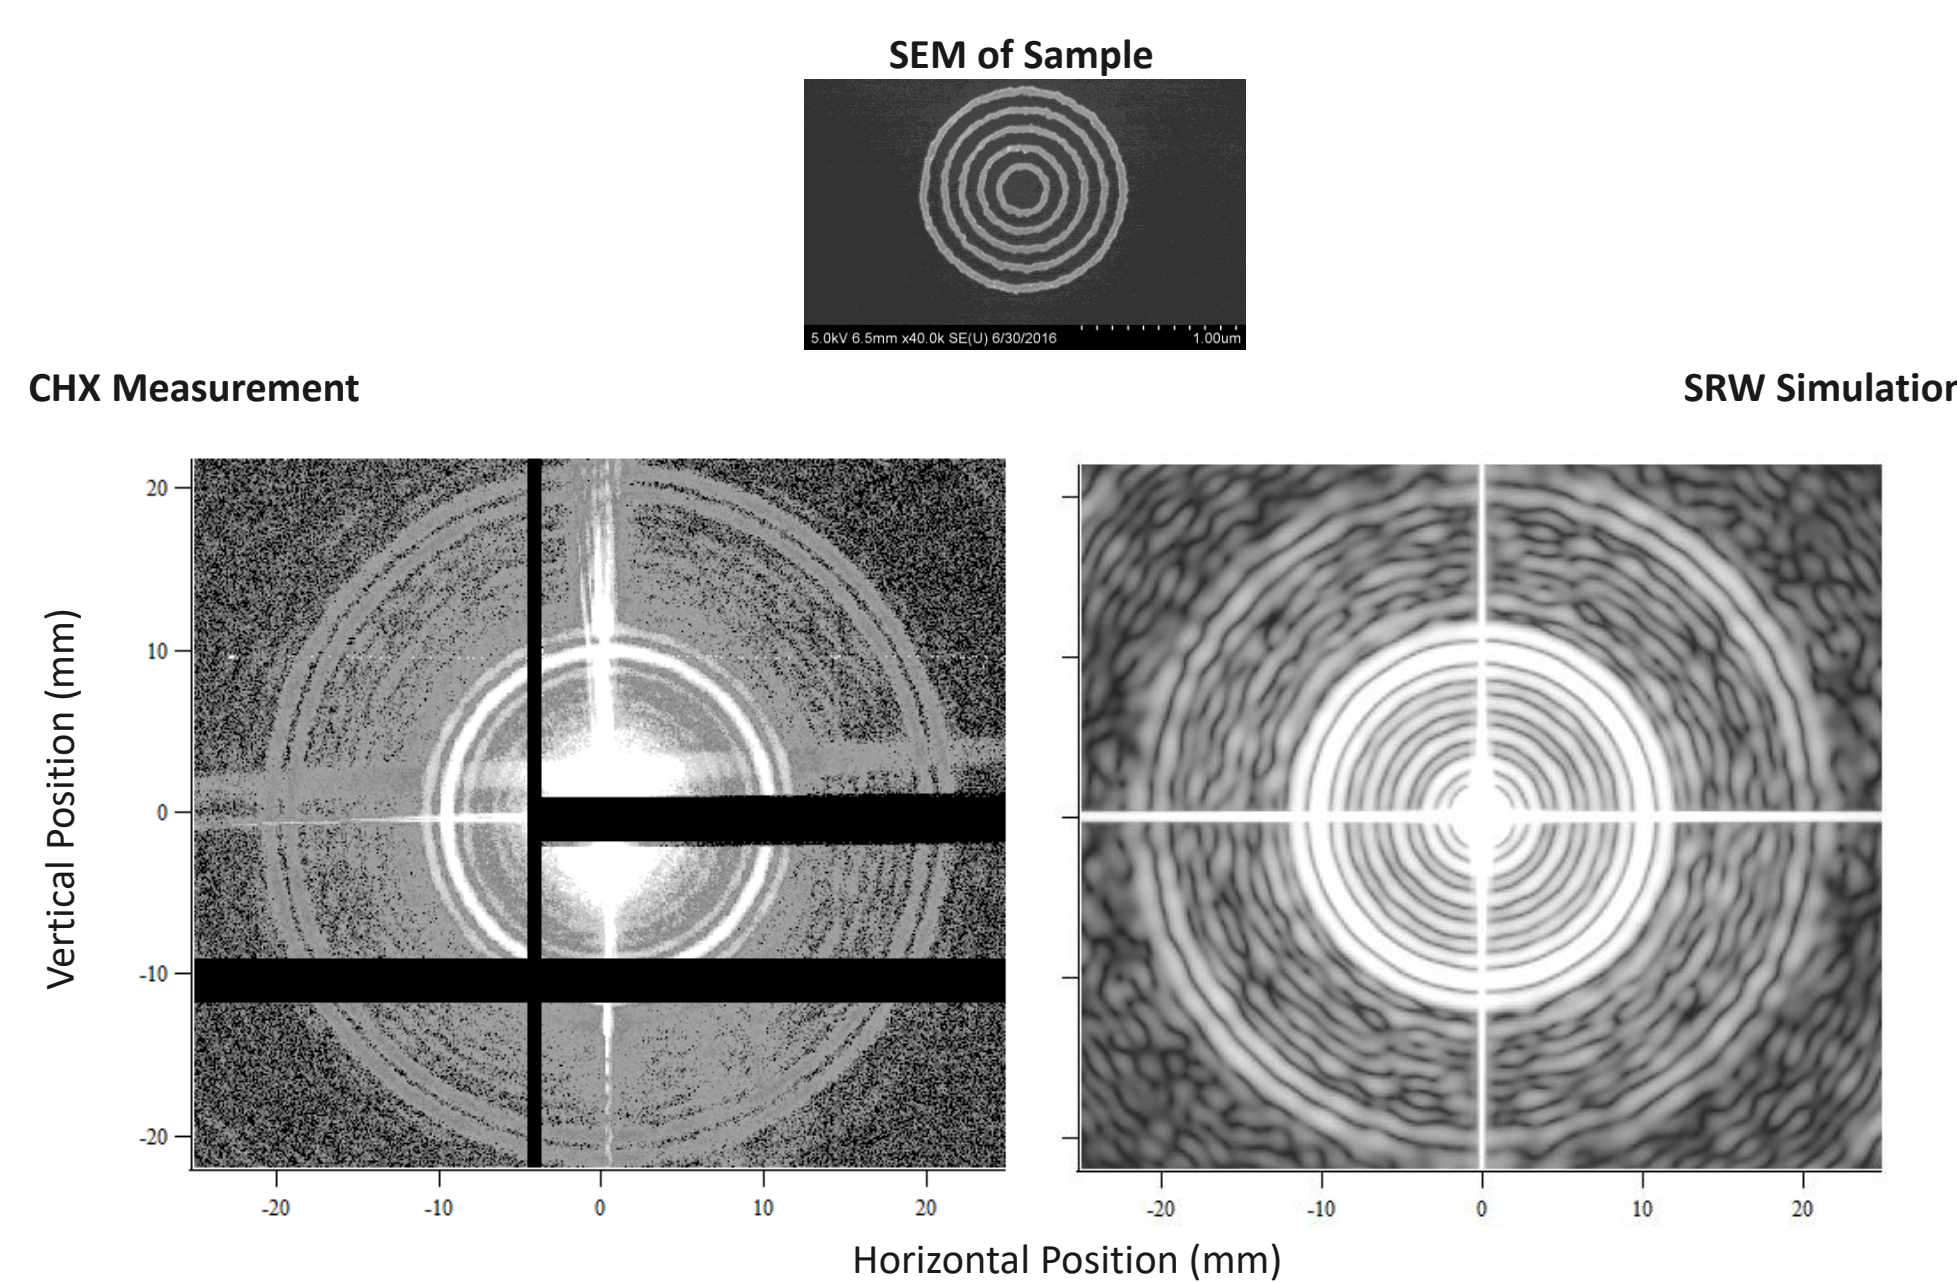 SEM of Sample
5.0kV 6.5mm x40.0k SE(U) 6/30/2016 1.00um
CHX Measurement
SRW Simulation
Vertical Position (mm)
20
10
0
-10
-20
-20 -10 0 10 20
-20 -10 0 10 20
Horizontal Position (mm)